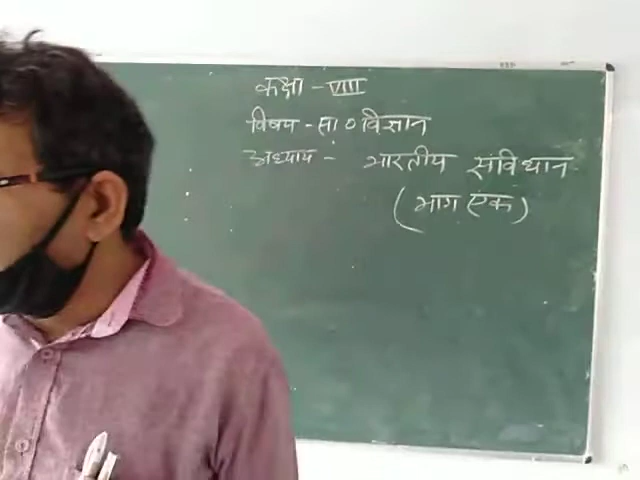 कक्षा - VIII
विषय - सा० विज्ञान
अध्याय - भारतीय संविधान
(भाग एक)